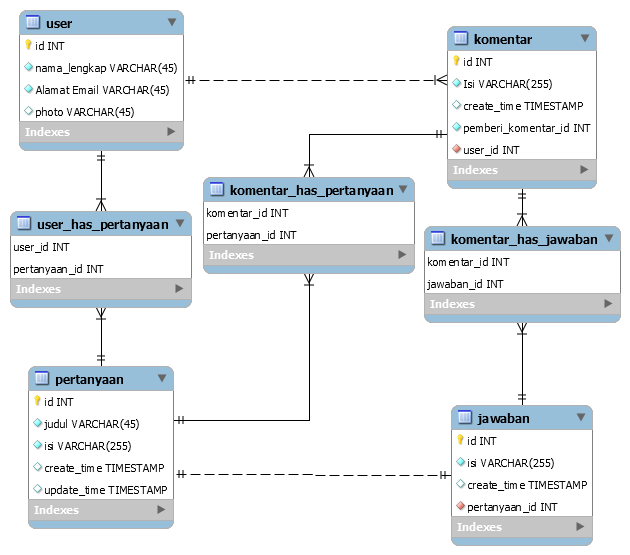 user
id INT
nama_lengkap VARCHAR(45)
Alamat Email VARCHAR(45)
photo VARCHAR(45)
Indexes
komentar
id INT
Isi VARCHAR(255)
create_time TIMESTAMP
pemberi_komentar_id INT
user_id INT
Indexes
komentar_has_pertanyaan
komentar_id INT
pertanyaan_id INT
Indexes
user_has_pertanyaan
user_id INT
pertanyaan_id INT
Indexes
komentar_has_jawaban
komentar_id INT
jawaban_id INT
Indexes
pertanyaan
id INT
judul VARCHAR(45)
isi VARCHAR(255)
create_time TIMESTAMP
update_time TIMESTAMP
Indexes
jawaban
id INT
isi VARCHAR(255)
create_time TIMESTAMP
pertanyaan_id INT
Indexes